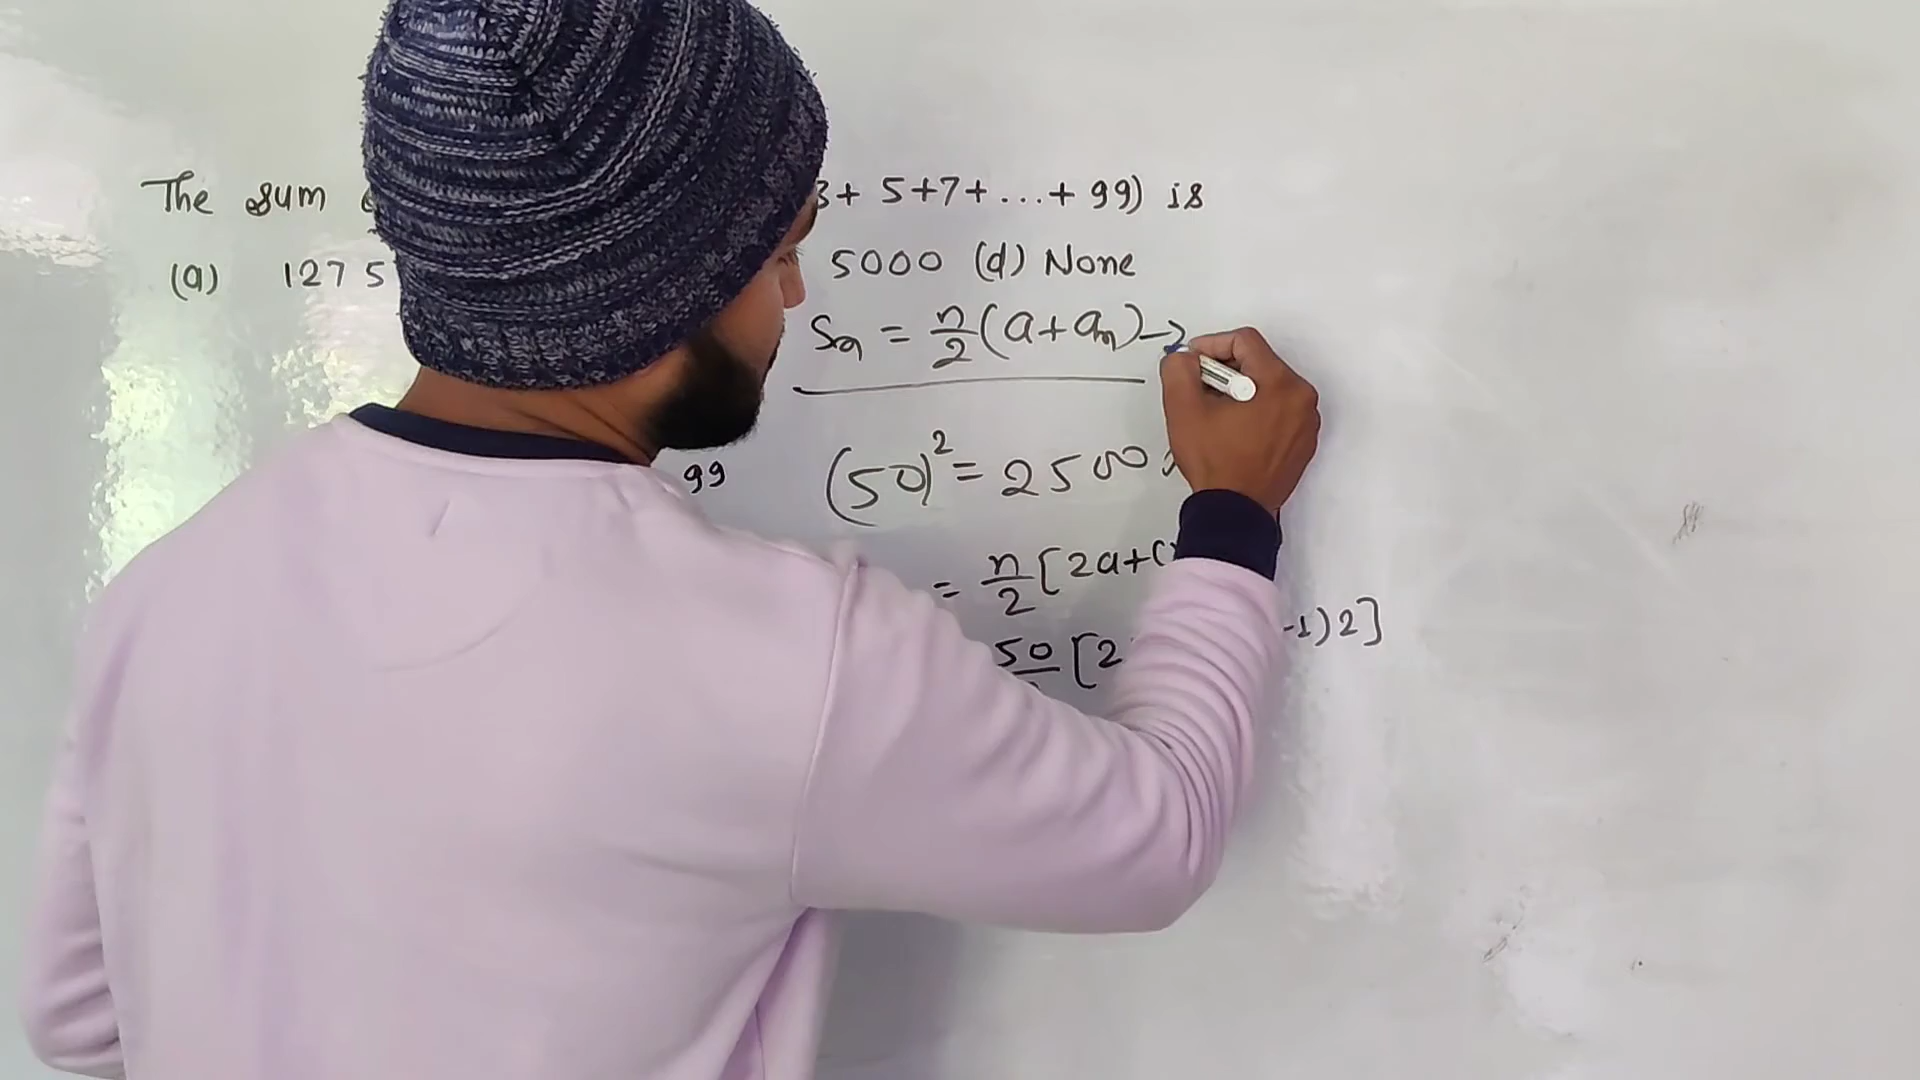 The sum 3+ 5+7+...+ 99) is
(a) 1275 5000 (d) None
Sn = n/2 (a+an) →
99 (50)² = 2500
= n/2 [2a+(
50 [2 -1)2]